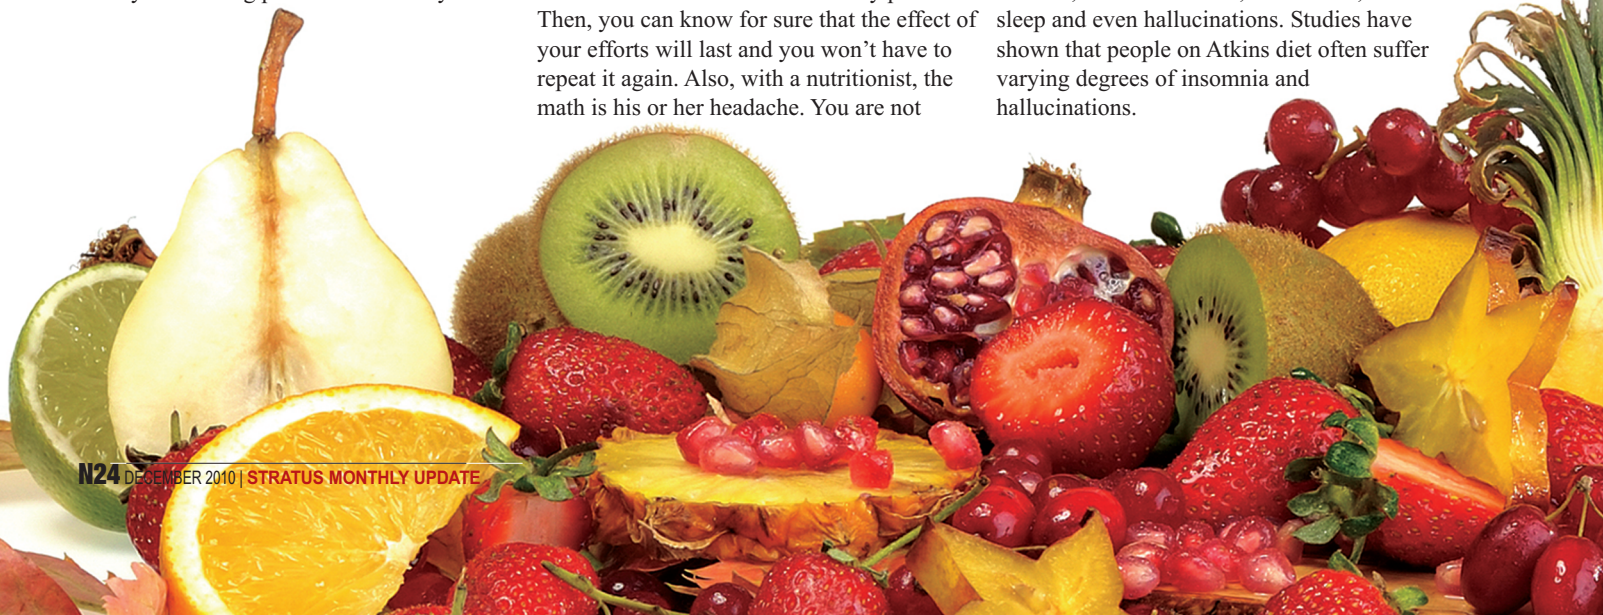 Then, you can know for sure that the effect of
your efforts will last and you won’t have to
repeat it again. Also, with a nutritionist, the
math is his or her headache. You are not
sleep and even hallucinations. Studies have
shown that people on Atkins diet often suffer
varying degrees of insomnia and
hallucinations.
N24 DECEMBER 2010 | STRATUS MONTHLY UPDATE